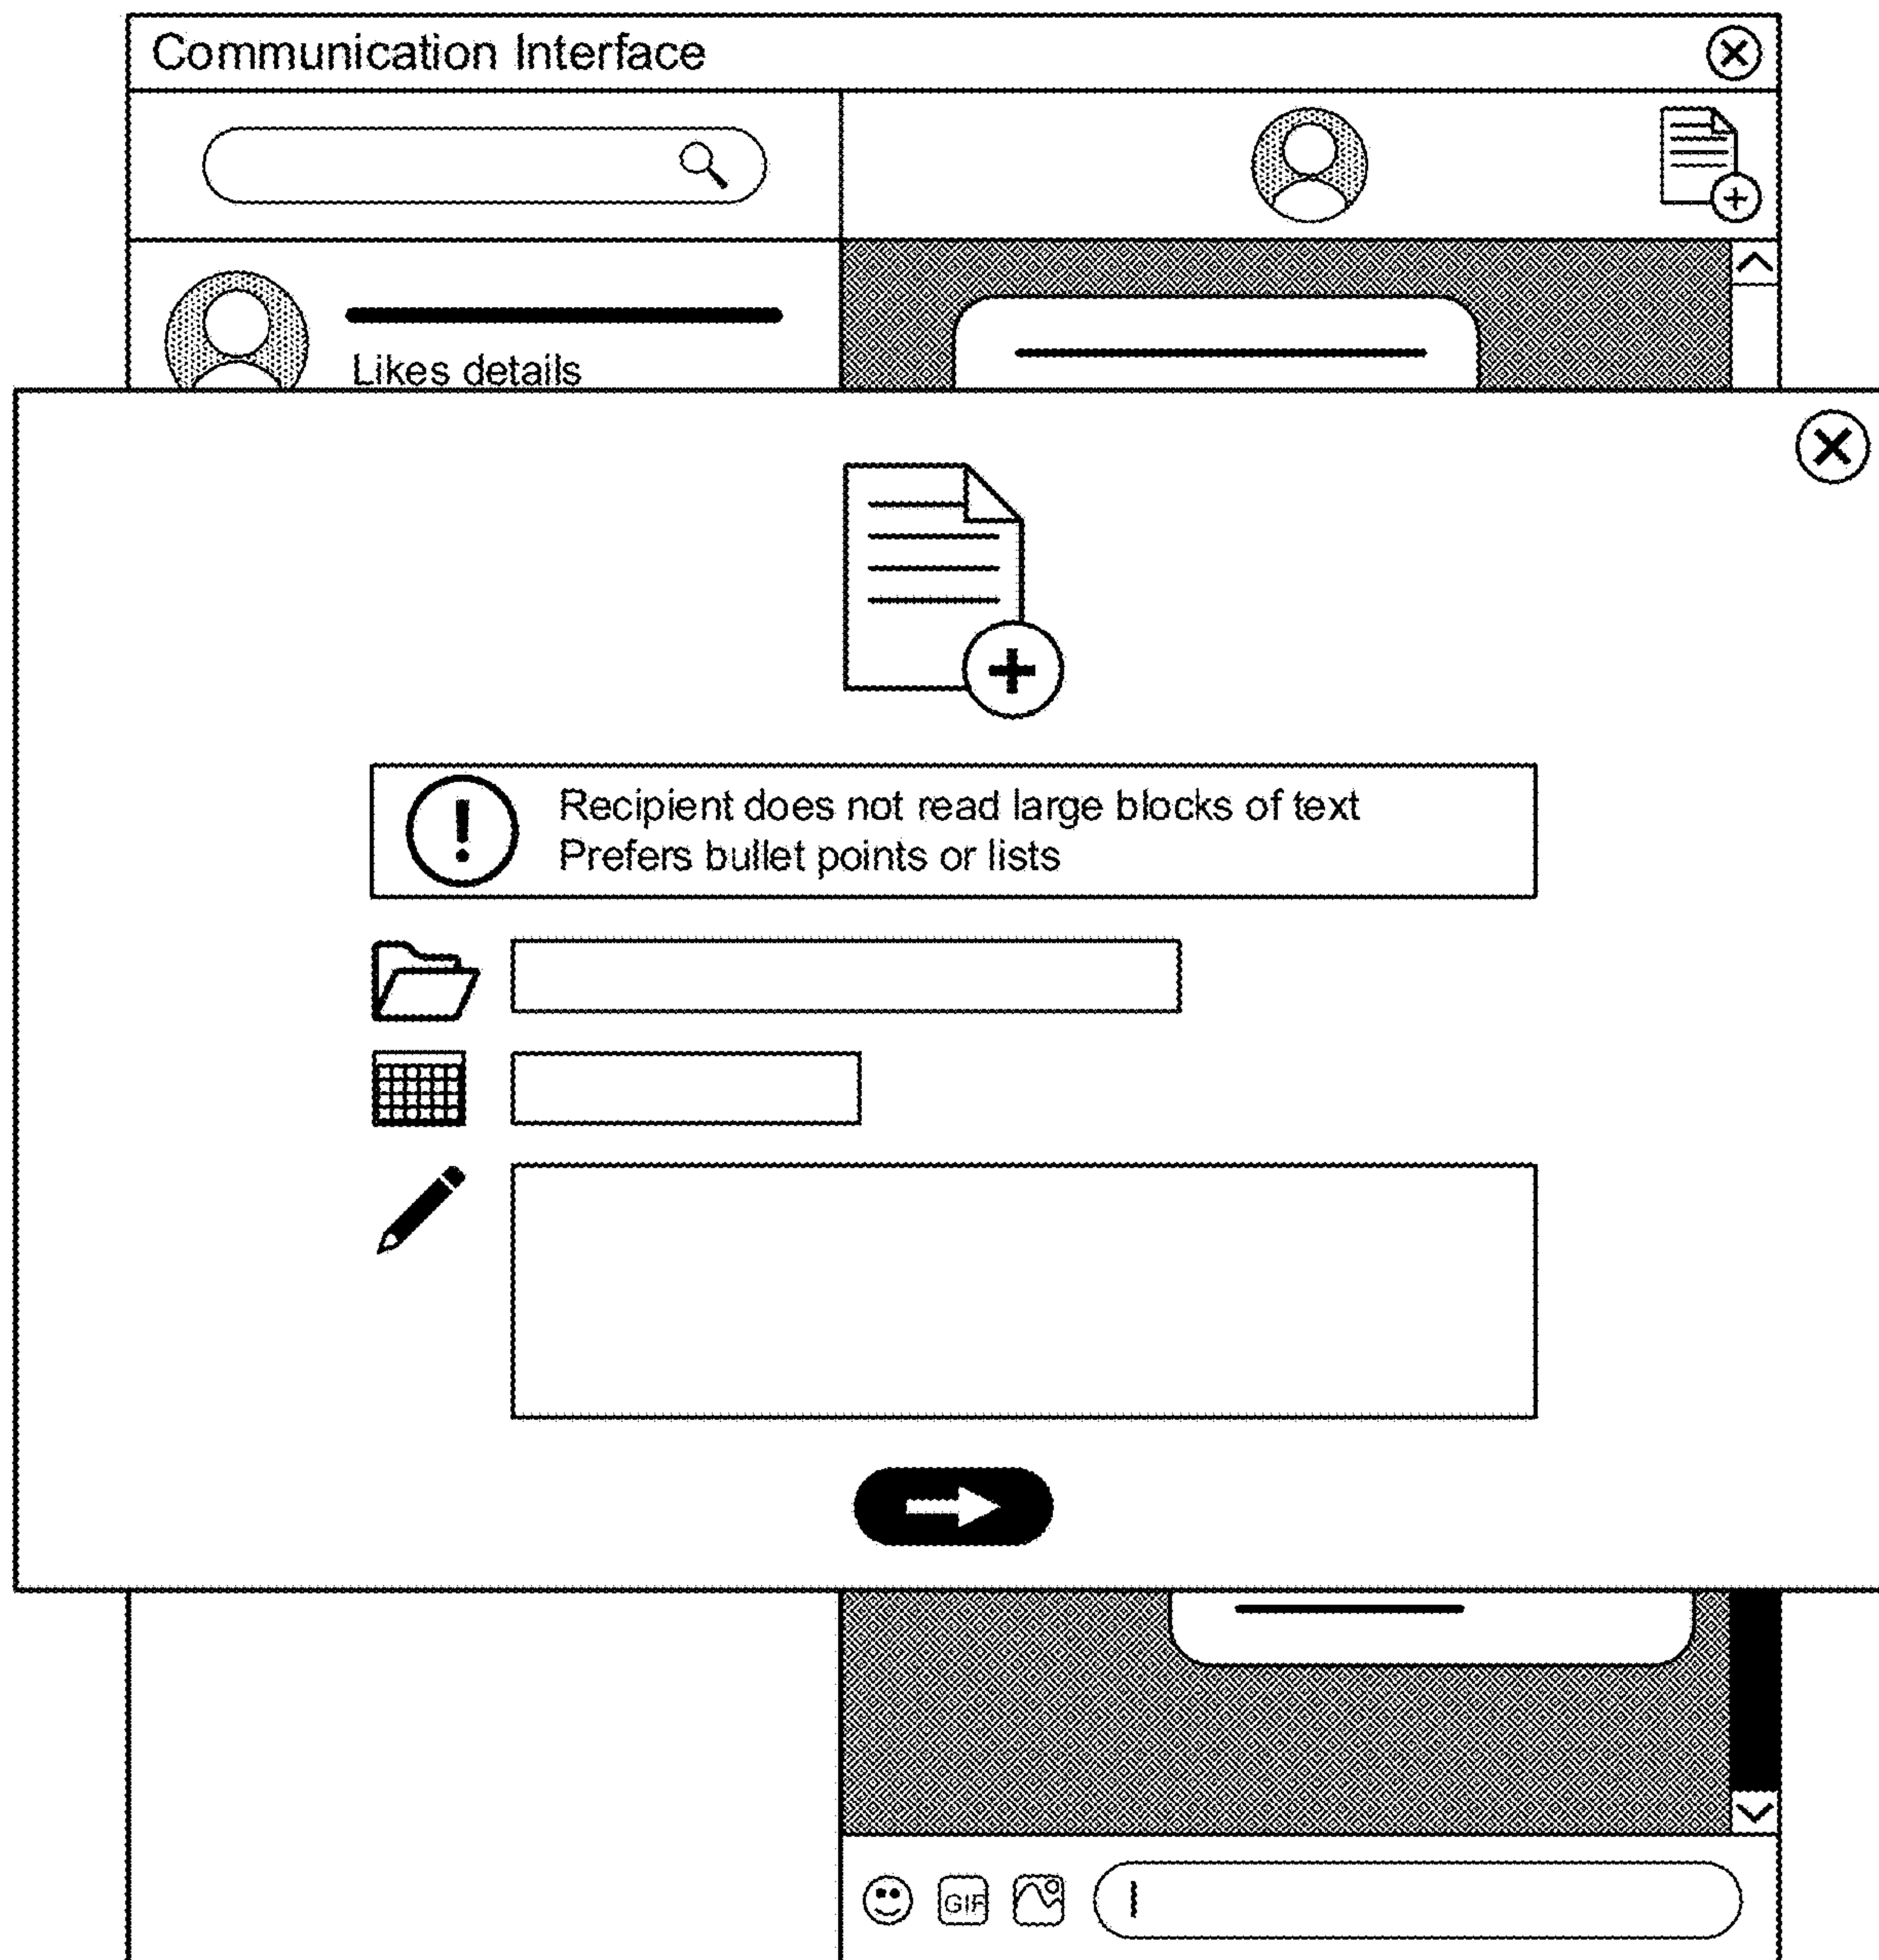 Communication Interface
Likes details
Recipient does not read large blocks of text
Prefers bullet points or lists
GIF